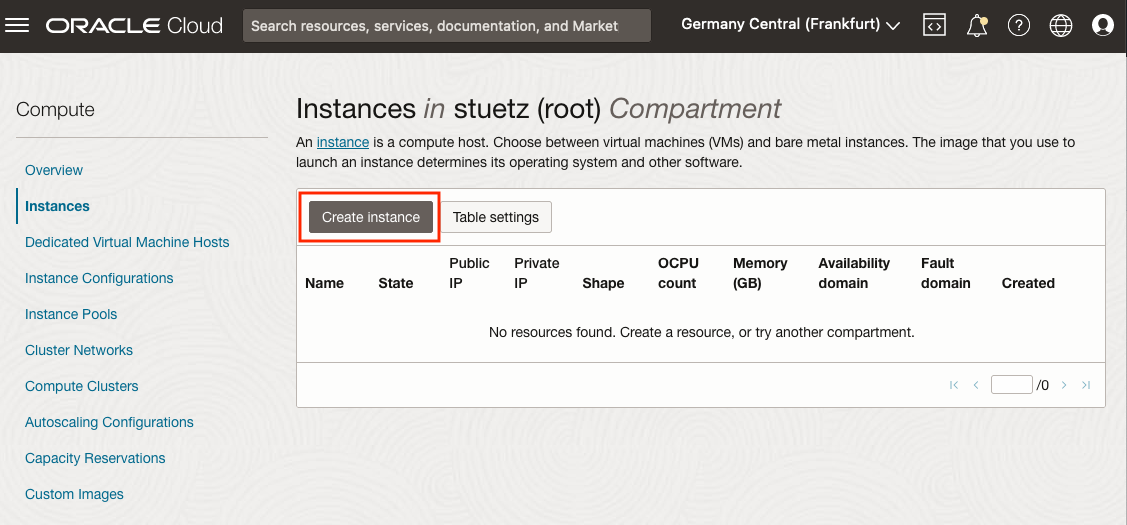 ORACLE Cloud
Search resources, services, documentation, and Market
Germany Central (Frankfurt)
Compute
Overview
Instances
Dedicated Virtual Machine Hosts
Instance Configurations
Instance Pools
Cluster Networks
Compute Clusters
Autoscaling Configurations
Capacity Reservations
Custom Images
Instances in stuetz (root) Compartment
An instance is a compute host. Choose between virtual machines (VMs) and bare metal instances. The image that you use to
launch an instance determines its operating system and other software.
Create instance Table settings
Name State Public IP Private IP Shape OCPU count Memory (GB) Availability domain Fault domain Created
No resources found. Create a resource, or try another compartment.
/0